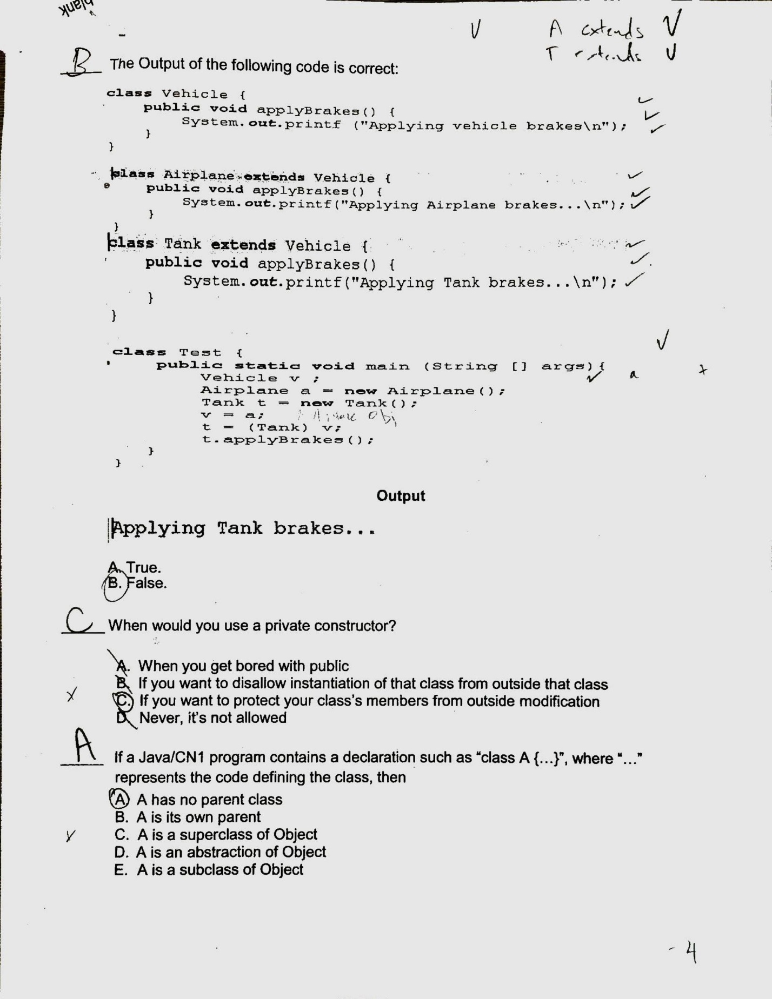 blank
V A extends V
T extends V
B The Output of the following code is correct:
class Vehicle {
public void applyBrakes() {
System.out.printf ("Applying vehicle brakes\n");
}
}
class Airplane extends Vehicle {
public void applyBrakes() {
System.out.printf("Applying Airplane brakes...\n");
}
}
class Tank extends Vehicle {
public void applyBrakes() {
System.out.printf("Applying Tank brakes...\n");
}
}
class Test {
public static void main (String [] args){
Vehicle v ;
Airplane a = new Airplane();
Tank t = new Tank();
v = a; Obj
t = (Tank) v;
t.applyBrakes();
}
}
a
Output
Applying Tank brakes...
A. True.
B. False.
C When would you use a private constructor?
A. When you get bored with public
B. If you want to disallow instantiation of that class from outside that class
C. If you want to protect your class's members from outside modification
D. Never, it's not allowed
A If a Java/CN1 program contains a declaration such as “class A {...}”, where “...”
represents the code defining the class, then
A A has no parent class
B. A is its own parent
C. A is a superclass of Object
D. A is an abstraction of Object
E. A is a subclass of Object
- 4